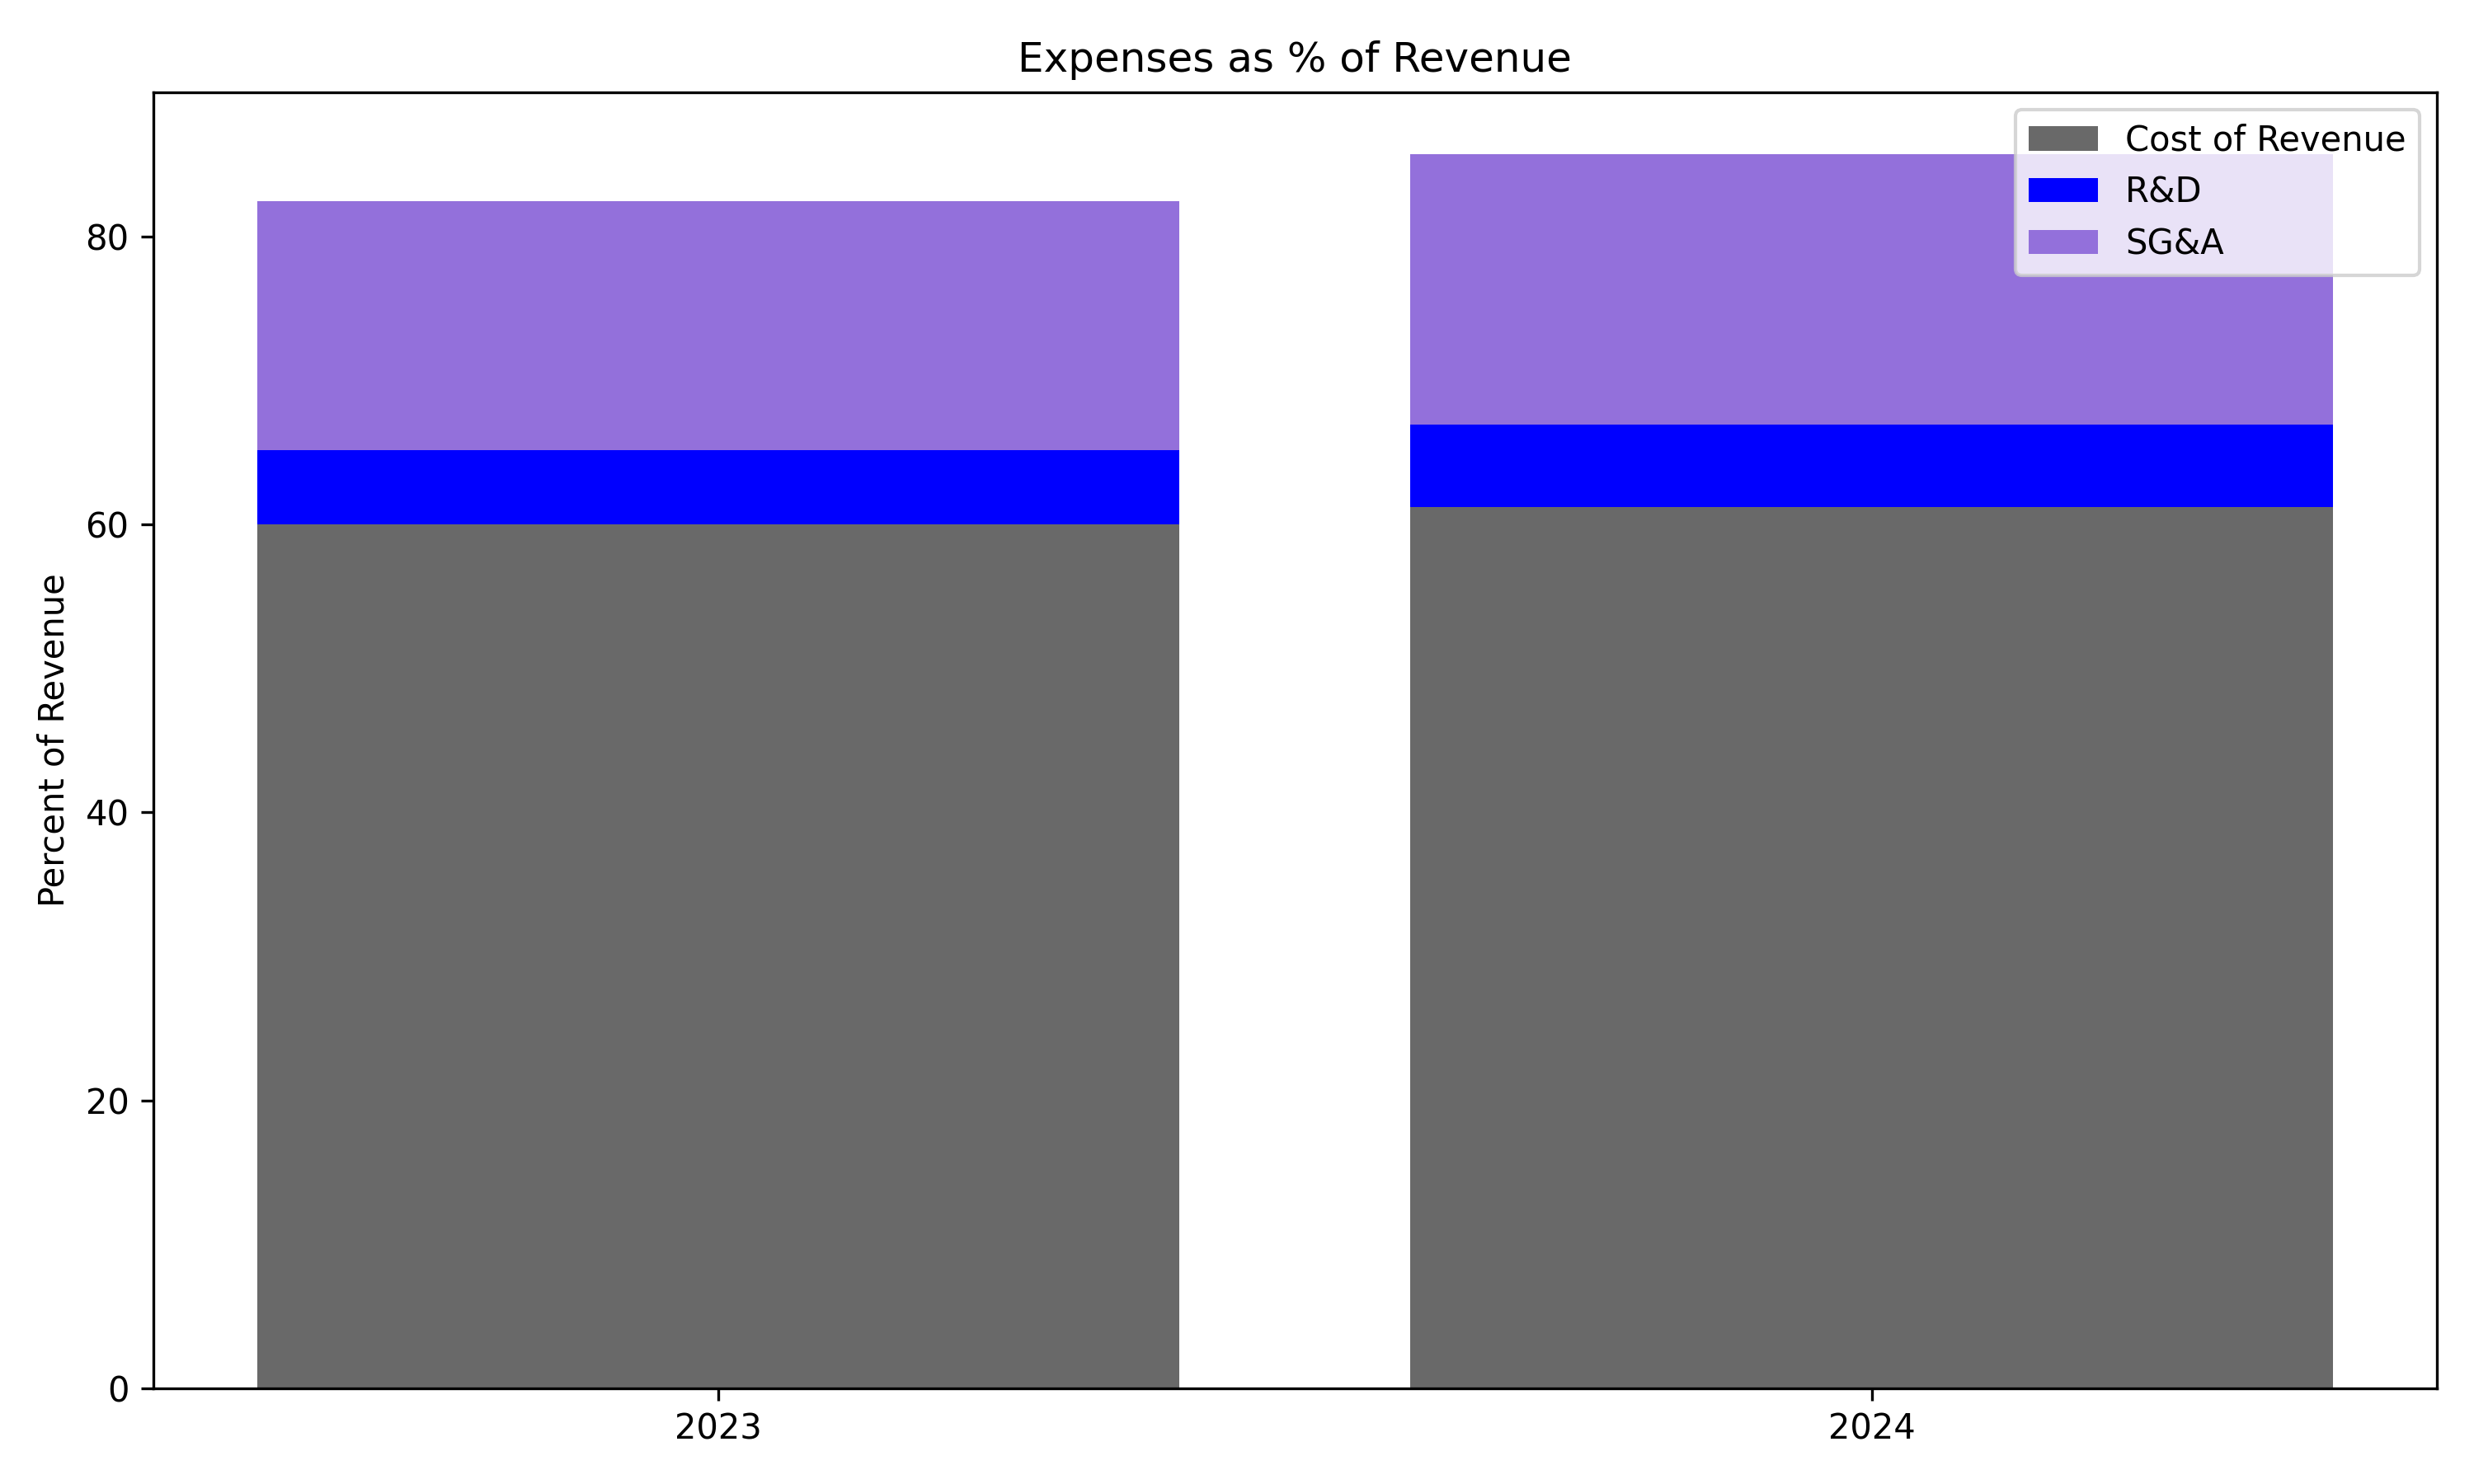 Expenses as % of Revenue
Cost of Revenue
R&D
SG&A
Percent of Revenue
80
60
40
20
0
2023
2024